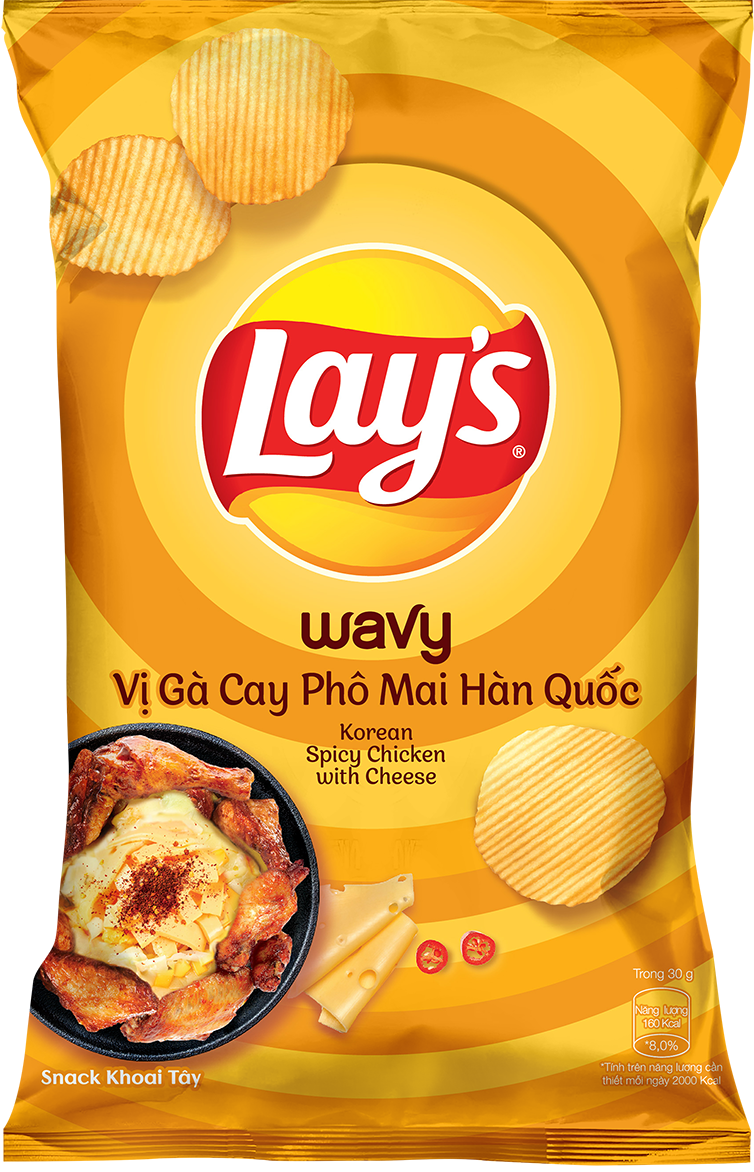 Lay's®
wavy
Vị Gà Cay Phô Mai Hàn Quốc
Korean
Spicy Chicken
with Cheese
Trong 30 g
Năng lượng
160 Kcal
*8,0%
*Tính trên năng lượng cần
thiết mỗi ngày 2000 Kcal
Snack Khoai Tây